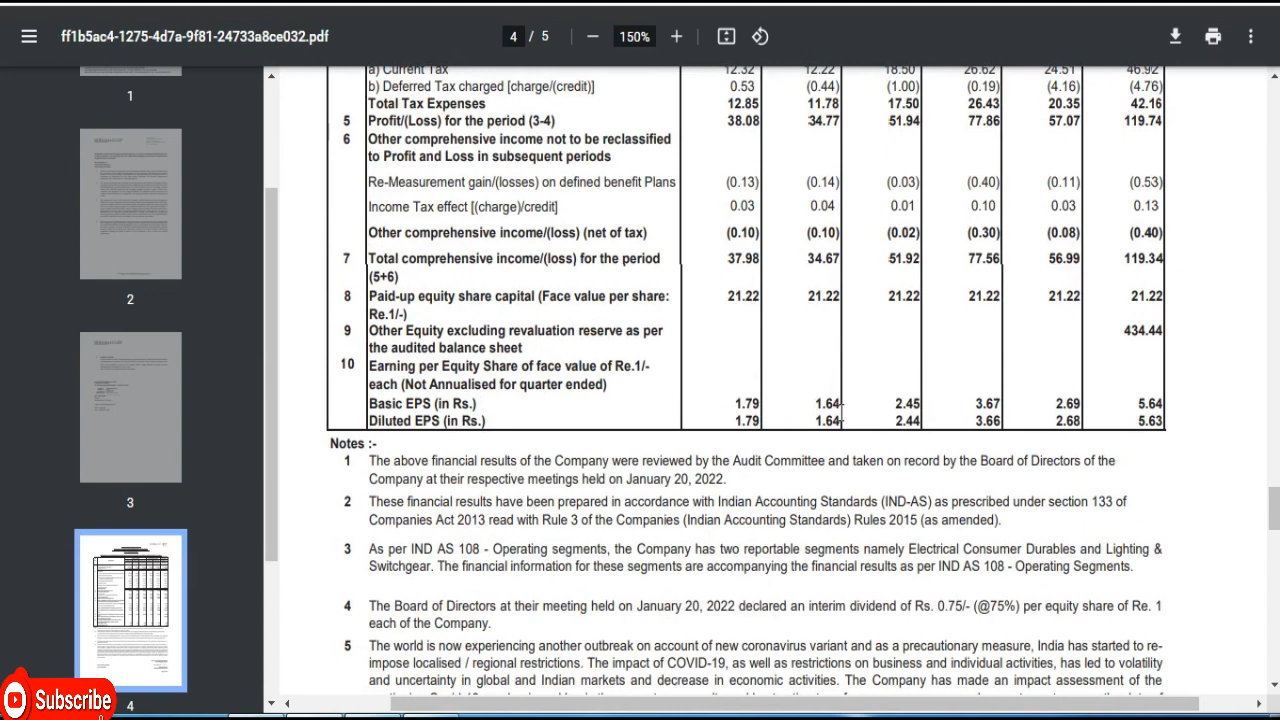 ff1b5ac4-1275-4d7a-9f81-24733a8ce032.pdf 4 / 5 150%
1
2
3
4
a) Current Tax 12.32 12.22 18.50 26.62 24.51 46.92
b) Deferred Tax charged [charge/(credit)] 0.53 (0.44) (1.00) (0.19) (4.16) (4.76)
Total Tax Expenses 12.85 11.78 17.50 26.43 20.35 42.16
5 Profit/(Loss) for the period (3-4) 38.08 34.77 51.94 77.86 57.07 119.74
6 Other comprehensive income not to be reclassified
to Profit and Loss in subsequent periods
Re-Measurement gain/(losses) on defined benefit Plans (0.13) (0.14) (0.03) (0.40) (0.11) (0.53)
Income Tax effect [(charge)/credit] 0.03 0.04 0.01 0.10 0.03 0.13
Other comprehensive income/(loss) (net of tax) (0.10) (0.10) (0.02) (0.30) (0.08) (0.40)
7 Total comprehensive income/(loss) for the period 37.98 34.67 51.92 77.56 56.99 119.34
(5+6)
8 Paid-up equity share capital (Face value per share: 21.22 21.22 21.22 21.22 21.22 21.22
Re.1/-)
9 Other Equity excluding revaluation reserve as per 434.44
the audited balance sheet
10 Earning per Equity Share of face value of Re.1/-
each (Not Annualised for quarter ended)
Basic EPS (in Rs.) 1.79 1.64 2.45 3.67 2.69 5.64
Diluted EPS (in Rs.) 1.79 1.64 2.44 3.66 2.68 5.63
Notes :-
1 The above financial results of the Company were reviewed by the Audit Committee and taken on record by the Board of Directors of the
Company at their respective meetings held on January 20, 2022.
2 These financial results have been prepared in accordance with Indian Accounting Standards (IND-AS) as prescribed under section 133 of
Companies Act 2013 read with Rule 3 of the Companies (Indian Accounting Standards) Rules 2015 (as amended).
3 As per IND AS 108 - Operating segments, the Company has two reportable segments namely Electrical Consumer Durables and Lighting &
Switchgear. The financial information for these segments are accompanying the financial results as per IND AS 108 - Operating Segments.
4 The Board of Directors at their meeting held on January 20, 2022 declared an interim dividend of Rs. 0.75/- (@75%) per equity share of Re. 1
each of the Company.
5 The world is now experiencing another outbreak on account of new coronavirus variant and as a precautionary measure, India has started to re-
impose localised / regional restrictions. The impact of COVID-19, as well as restrictions on business and individual activities, has led to volatility
and uncertainty in global and Indian markets and decrease in economic activities. The Company has made an impact assessment of the
Subscribe